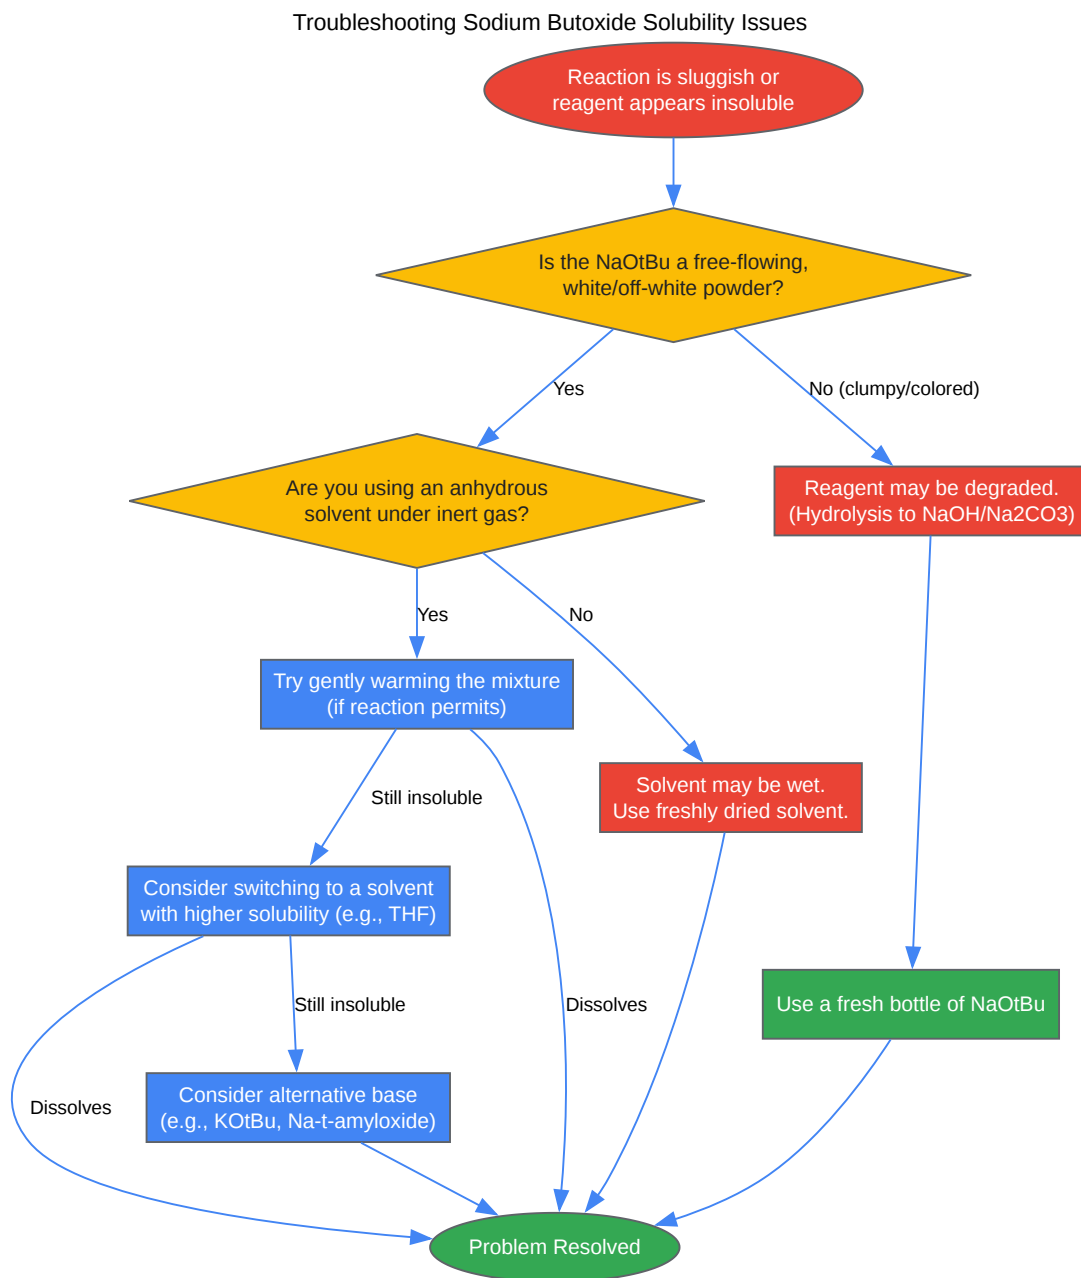 Troubleshooting Sodium Butoxide Solubility Issues
Reaction is sluggish or
reagent appears insoluble
Is the NaOtBu a free-flowing,
white/off-white powder?
Yes
No (clumpy/colored)
Are you using an anhydrous
solvent under inert gas?
Reagent may be degraded.
(Hydrolysis to NaOH/Na2CO3)
Yes
No
Try gently warming the mixture
(if reaction permits)
Solvent may be wet.
Use freshly dried solvent.
Still insoluble
Consider switching to a solvent
with higher solubility (e.g., THF)
Still insoluble
Dissolves
Use a fresh bottle of NaOtBu
Dissolves
Consider alternative base
(e.g., KOtBu, Na-t-amyloxide)
Problem Resolved